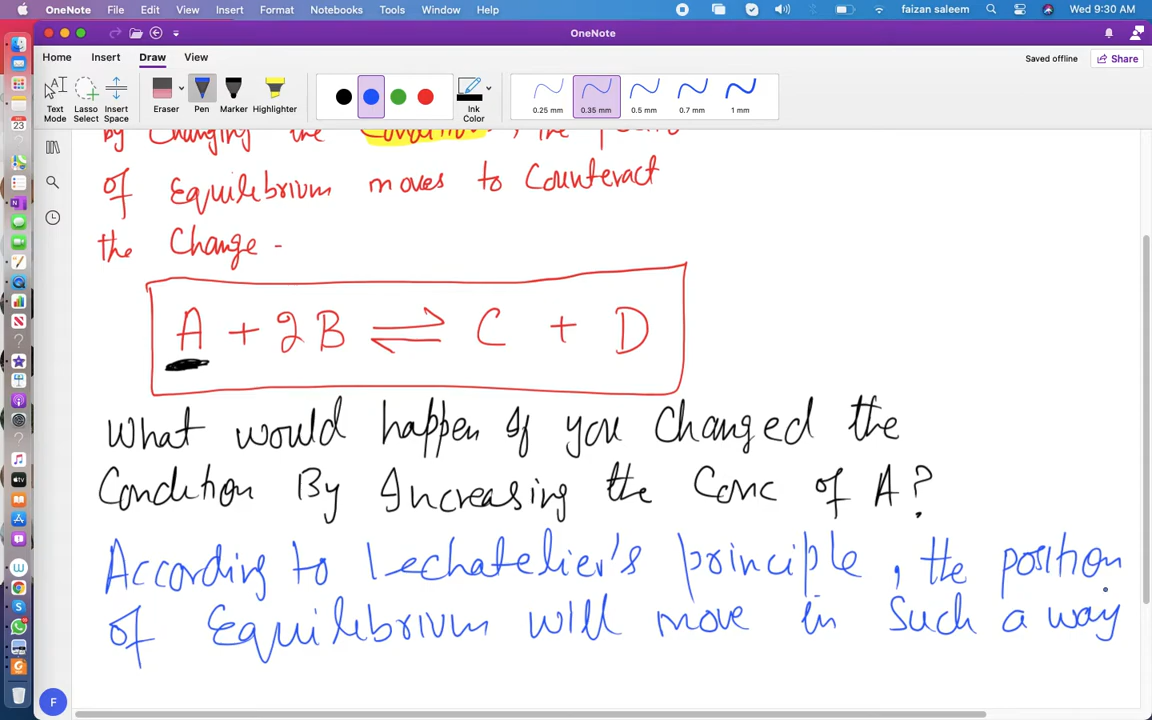 OneNote File Edit View Insert Format Notebooks Tools Window Help faizan saleem Wed 9:30 AM
OneNote
Home Insert Draw View Saved offline Share
Text Mode Lasso Select Insert Space Eraser Pen Marker Highlighter Ink Color 0.25 mm 0.35 mm 0.5 mm 0.7 mm 1 mm
by Changing the Conditions, the
of Equilibrium moves to Counteract
the Change -
A + 2B ⇌ C + D
What would happen If you Changed the
Condition By Increasing the Conc of A?
According to Lechatelier's principle, the position
of Equilibrium will move in Such a way
F